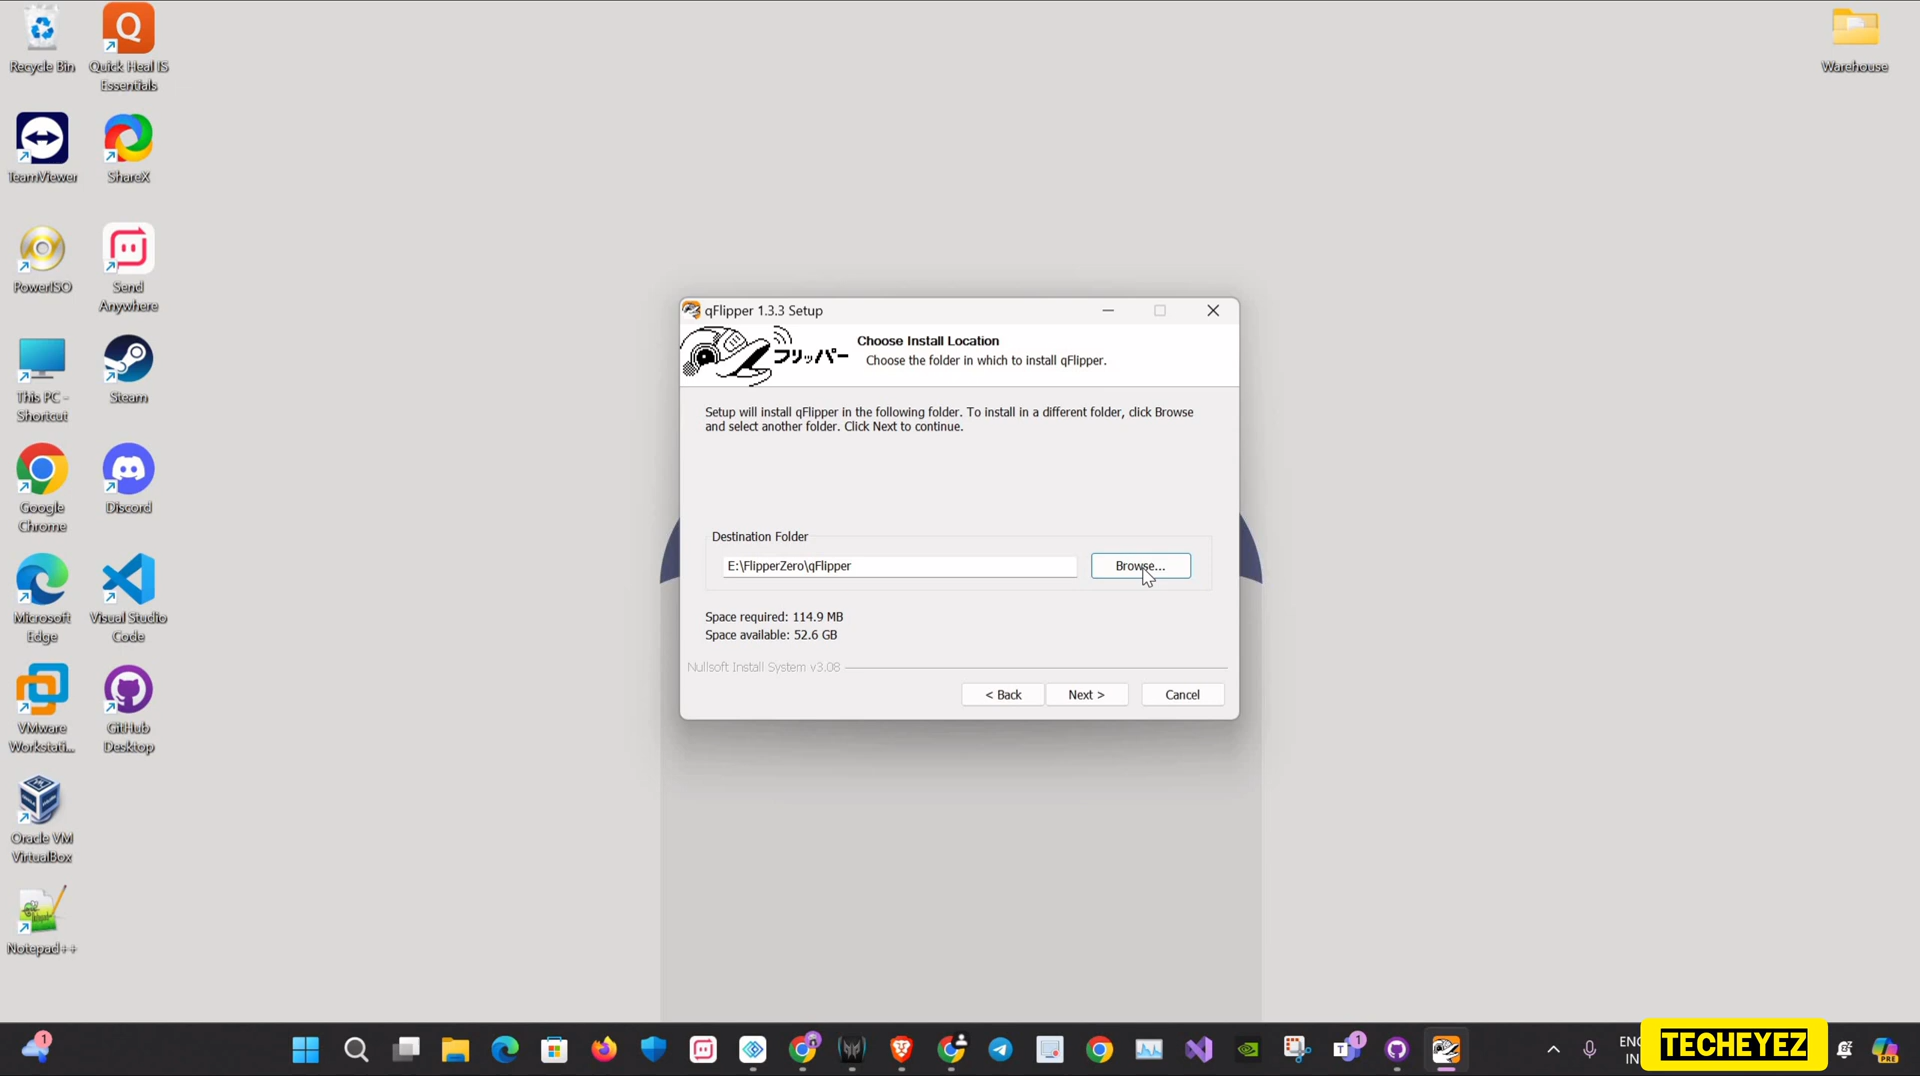 Recycle Bin
Quick Heal IS
Essentials
TeamViewer
ShareX
PowerISO
Send
Anywhere
This PC -
Shortcut
Steam
Google
Chrome
Discord
Microsoft
Edge
Visual Studio
Code
VMware
Workstati...
GitHub
Desktop
Oracle VM
VirtualBox
Notepad++
Warehouse
qFlipper 1.3.3 Setup
フリッパー
Choose Install Location
Choose the folder in which to install qFlipper.
Setup will install qFlipper in the following folder. To install in a different folder, click Browse
and select another folder. Click Next to continue.
Destination Folder
E:\FlipperZero\qFlipper
Browse...
Space required: 114.9 MB
Space available: 52.6 GB
Nullsoft Install System v3.08
< Back
Next >
Cancel
1
1
ENG
IN
TECHEYEZ
PRE